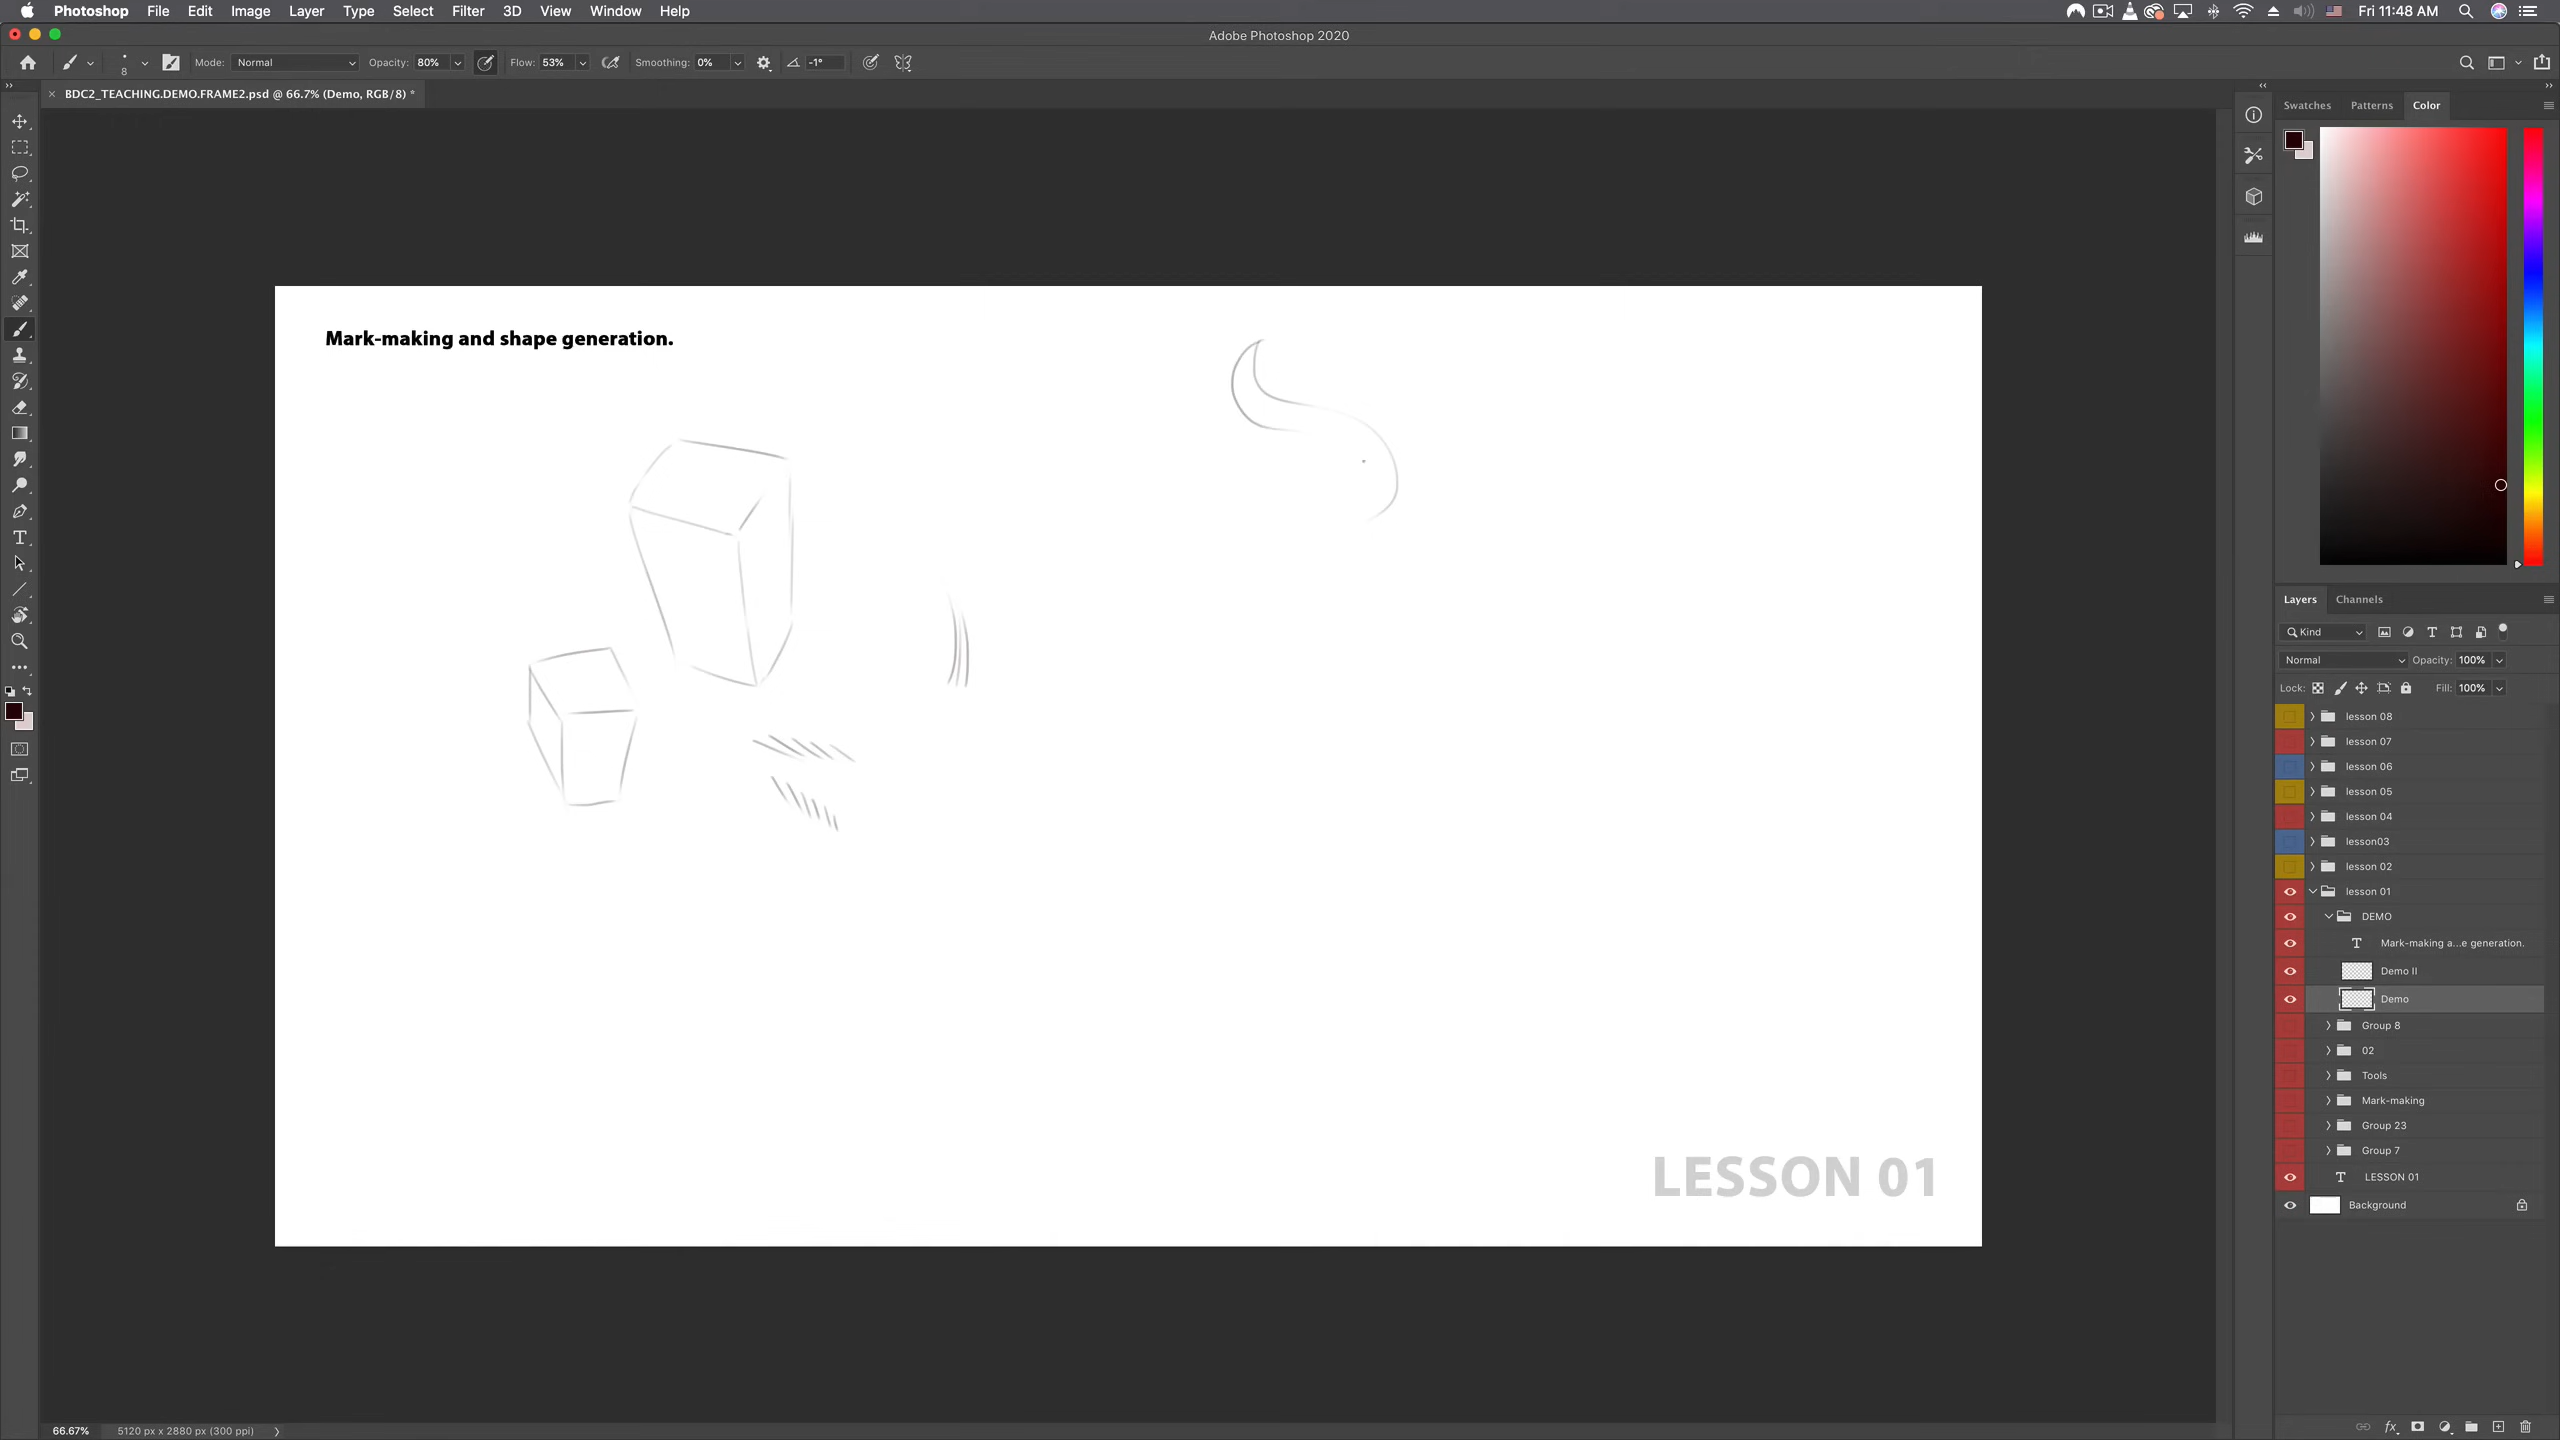 Photoshop File Edit Image Layer Type Select Filter 3D View Window Help Fri 11:48 AM
Adobe Photoshop 2020
8 Mode: Normal Opacity: 80% Flow: 53% Smoothing: 0% -1°
BDC2_TEACHING.DEMO.FRAME2.psd @ 66.7% (Demo, RGB/8) *
Swatches Patterns Color
Mark-making and shape generation.
Layers Channels
Kind
Normal Opacity: 100%
Lock: Fill: 100%
lesson 08
lesson 07
lesson 06
lesson 05
lesson 04
lesson03
lesson 02
lesson 01
DEMO
Mark-making a...e generation.
Demo II
Demo
Group 8
02
Tools
Mark-making
Group 23
Group 7
LESSON 01
Background
LESSON 01
66.67% 5120 px x 2880 px (300 ppi)